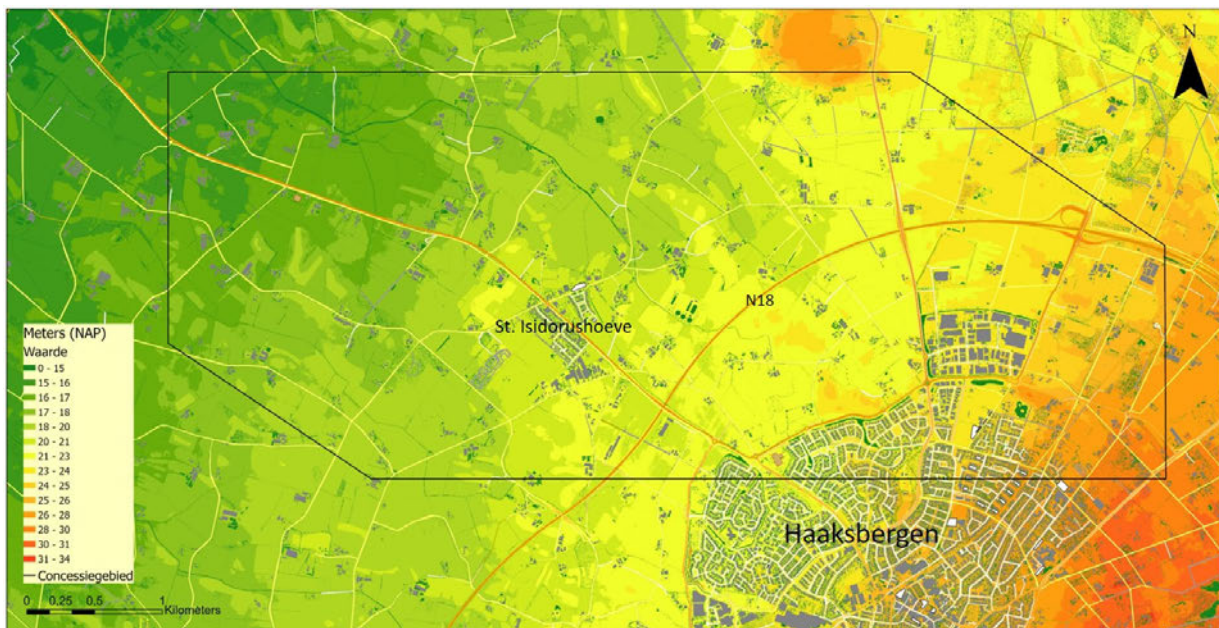 N
N18
St. Isidorushoeve
Haaksbergen
Meters (NAP)
Waarde
0 - 15
15 - 16
16 - 17
17 - 18
18 - 20
20 - 21
21 - 23
23 - 24
24 - 25
25 - 26
26 - 28
28 - 30
30 - 31
31 - 34
Concessiegebied
0 0,25 0,5 1
Kilometers